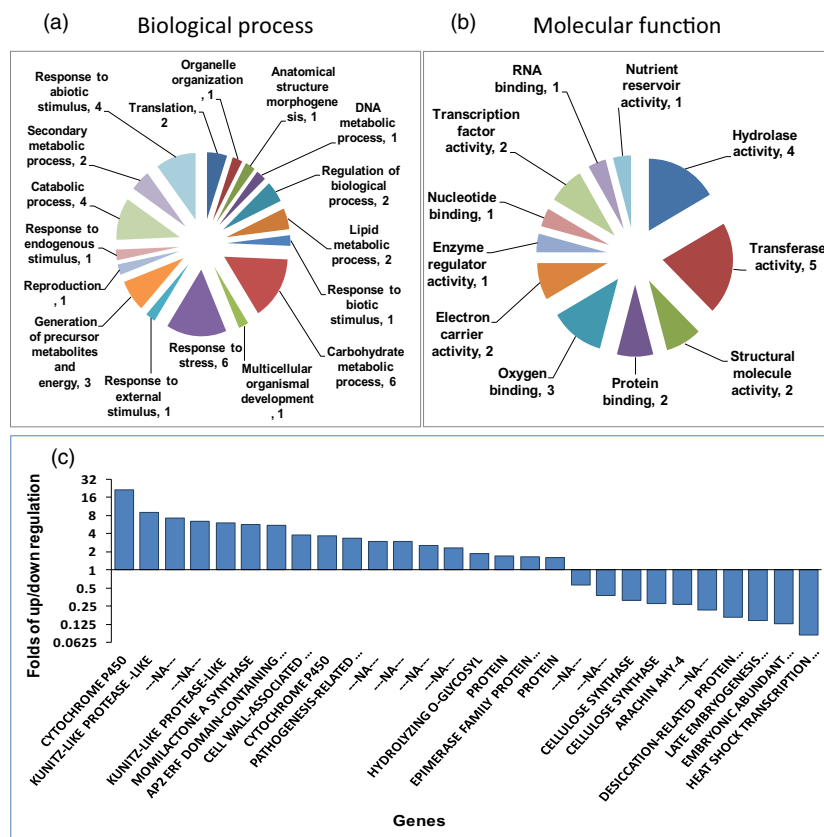 (a)
Biological process
Response to
abiotic
stimulus, 4
Organelle
organization
, 1
Translation,
2
Anatomical
structure
morphogene
sis, 1
DNA
metabolic
process, 1
Secondary
metabolic
process, 2
Regulation of
biological
process, 2
Catabolic
process, 4
Lipid
metabolic
process, 2
Response to
endogenous
stimulus, 1
Response to
biotic
stimulus, 1
Reproduction
, 1
Generation
of precursor
metabolites
and
energy, 3
Response to
external
stimulus, 1
Response to
stress, 6
Multicellular
organismal
development
, 1
Carbohydrate
metabolic
process, 6
(b)
Molecular function
RNA
binding, 1
Nutrient
reservoir
activity, 1
Transcription
factor
activity, 2
Hydrolase
activity, 4
Nucleotide
binding, 1
Enzyme
regulator
activity, 1
Transferase
activity, 5
Electron
carrier
activity, 2
Oxygen
binding, 3
Protein
binding, 2
Structural
molecule
activity, 2
(c)
Folds of up/down regulation
32
16
8
4
2
1
0.5
0.25
0.125
0.0625
CYTOCHROME P450
KUNITZ-LIKE PROTEASE -LIKE
---NA---
---NA---
KUNITZ-LIKE PROTEASE-LIKE
MOMILACTONE A SYNTHASE
AP2 ERF DOMAIN-CONTAINING...
CELL WALL-ASSOCIATED...
CYTOCHROME P450
PATHOGENESIS-RELATED...
---NA---
---NA---
---NA---
---NA---
HYDROLYZING O-GLYCOSYL
PROTEIN
EPIMERASE FAMILY PROTEIN...
PROTEIN
---NA---
---NA---
CELLULOSE SYNTHASE
CELLULOSE SYNTHASE
ARACHIN AHY-4
---NA---
DESICCATION-RELATED PROTEIN...
LATE EMBRYOGENESIS...
EMBRYONIC ABUNDANT...
HEAT SHOCK TRANSCRIPTION...
Genes